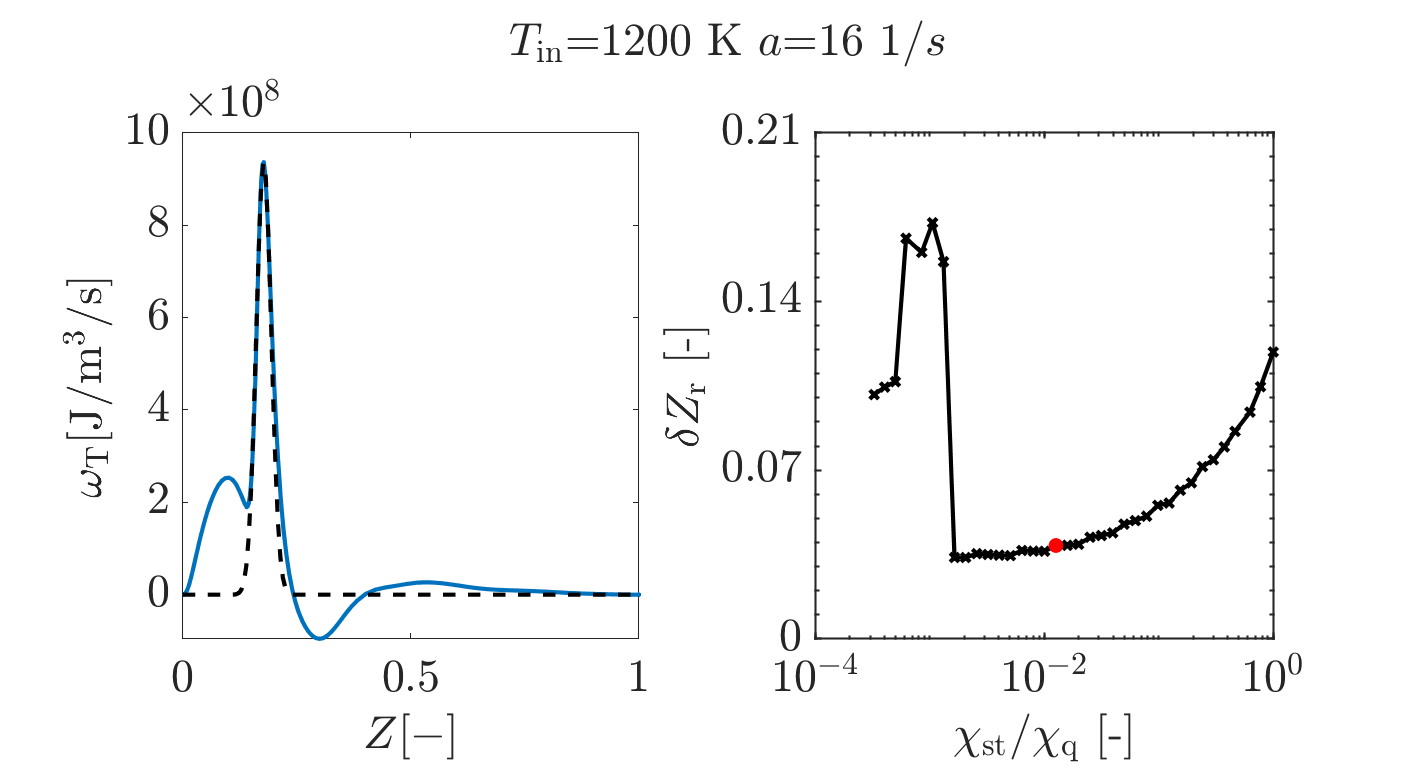 T_in=1200 K a=16 1/s
×10^8
10
8
6
4
2
0
ω_T[J/m^3/s]
0 0.5 1
Z[−]
0.21
0.14
0.07
0
δZ_r [-]
10^−4 10^−2 10^0
χ_st/χ_q [-]